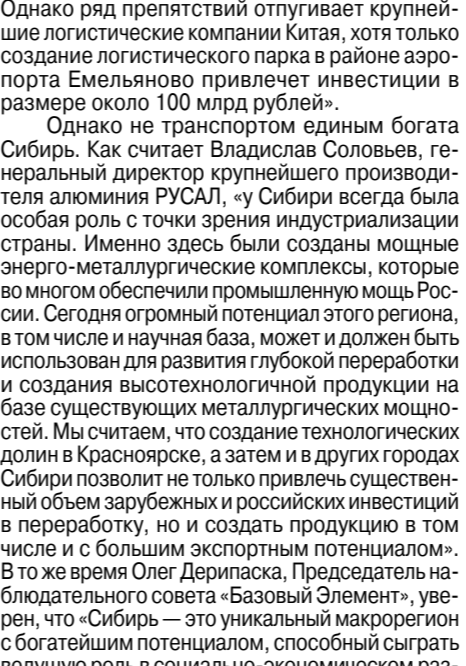 Однако ряд препятствий отпугивает крупней-
шие логистические компании Китая, хотя только
создание логистического парка в районе аэро-
порта Емельяново привлечет инвестиции в
размере около 100 млрд рублей».
Однако не транспортом единым богата
Сибирь. Как считает Владислав Соловьев, ге-
неральный директор крупнейшего производи-
теля алюминия РУСАЛ, «у Сибири всегда была
особая роль с точки зрения индустриализации
страны. Именно здесь были созданы мощные
энерго-металлургические комплексы, которые
во многом обеспечили промышленную мощь Рос-
сии. Сегодня огромный потенциал этого региона,
в том числе и научная база, может и должен быть
использован для развития глубокой переработки
и создания высотехнологичной продукции на
базе существующих металлургических мощно-
стей. Мы считаем, что создание технологических
долин в Красноярске, а затем и в других городах
Сибири позволит не только привлечь существен-
ный объем зарубежных и российских инвестиций
в переработку, но и создать продукцию в том
числе и с большим экспортным потенциалом».
В то же время Олег Дерипаска, Председатель на-
блюдательного совета «Базовый Элемент», уве-
рен, что «Сибирь — это уникальный макрорегион
с богатейшим потенциалом, способный сыграть
ведущую роль в социально-экономическом раз-